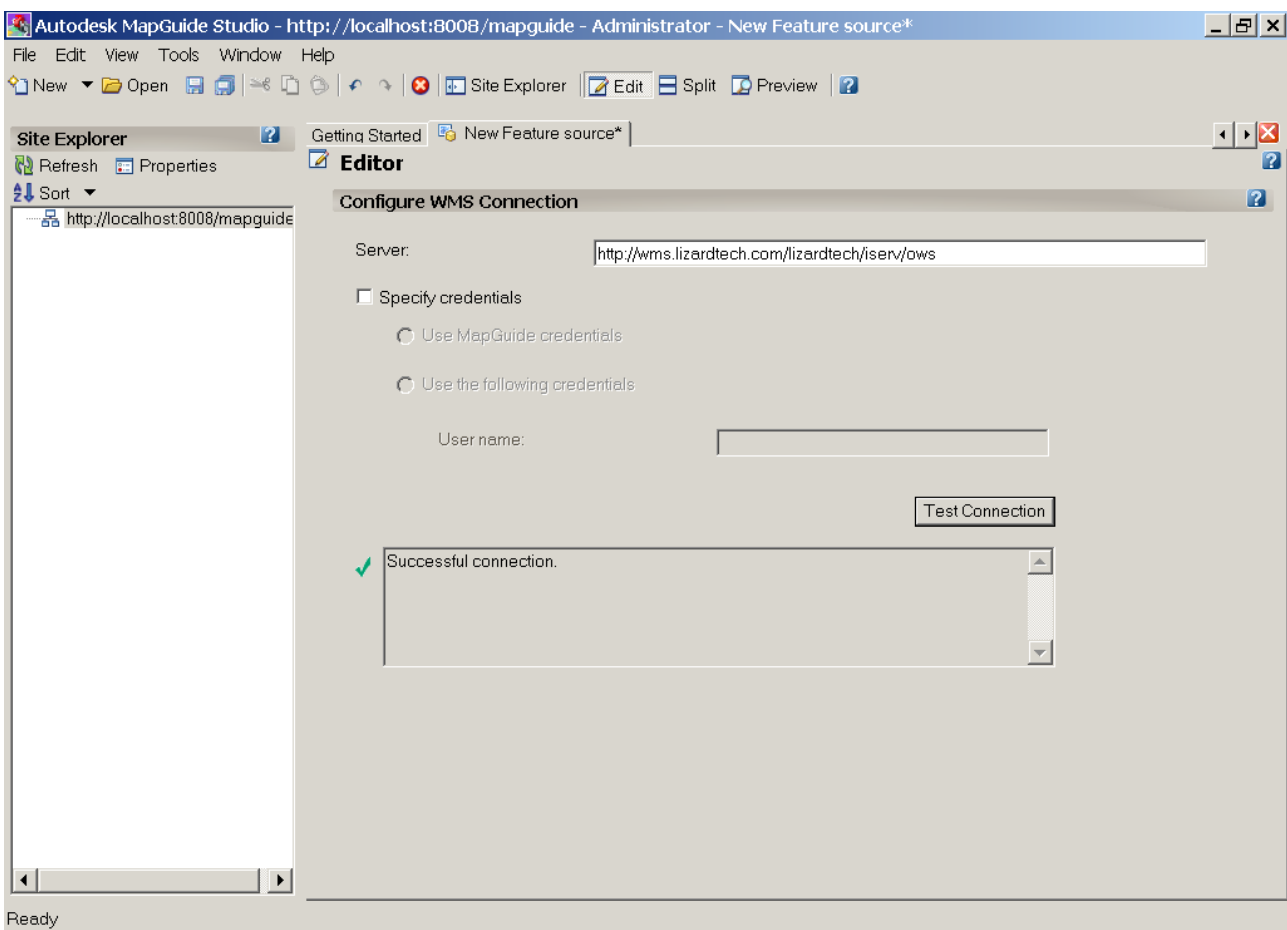 Autodesk MapGuide Studio - http://localhost:8008/mapguide - Administrator - New Feature source*
File Edit View Tools Window Help
New Open Site Explorer Edit Split Preview
Site Explorer
Getting Started New Feature source*
Refresh Properties
Editor
Sort
Configure WMS Connection
http://localhost:8008/mapguide
Server: http://wms.lizardtech.com/lizardtech/iserv/ows
Specify credentials
Use MapGuide credentials
Use the following credentials
User name:
Test Connection
Successful connection.
Ready